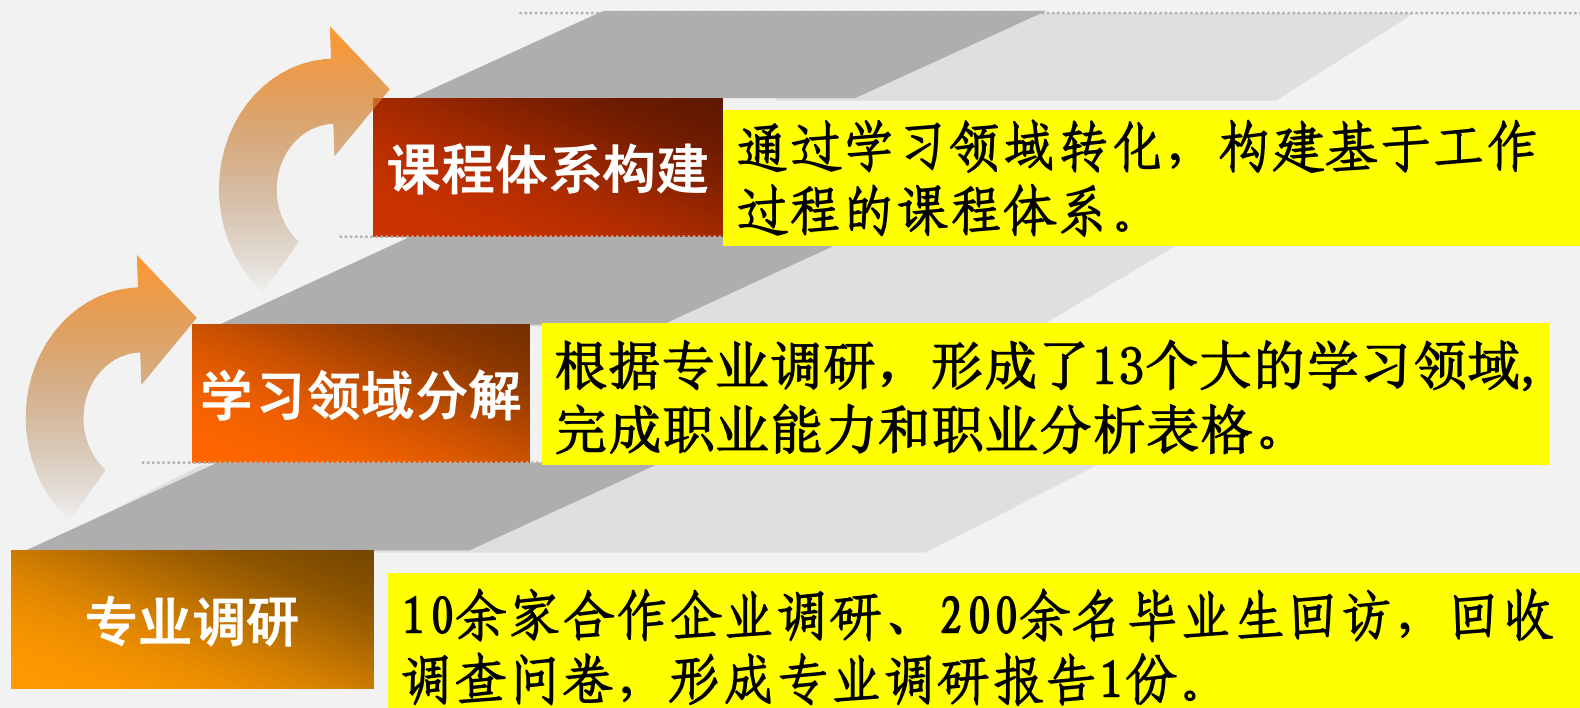 课程体系构建
通过学习领域转化，构建基于工作
过程的课程体系。
学习领域分解
根据专业调研，形成了13个大的学习领域,
完成职业能力和职业分析表格。
专业调研
10余家合作企业调研、200余名毕业生回访，回收
调查问卷，形成专业调研报告1份。